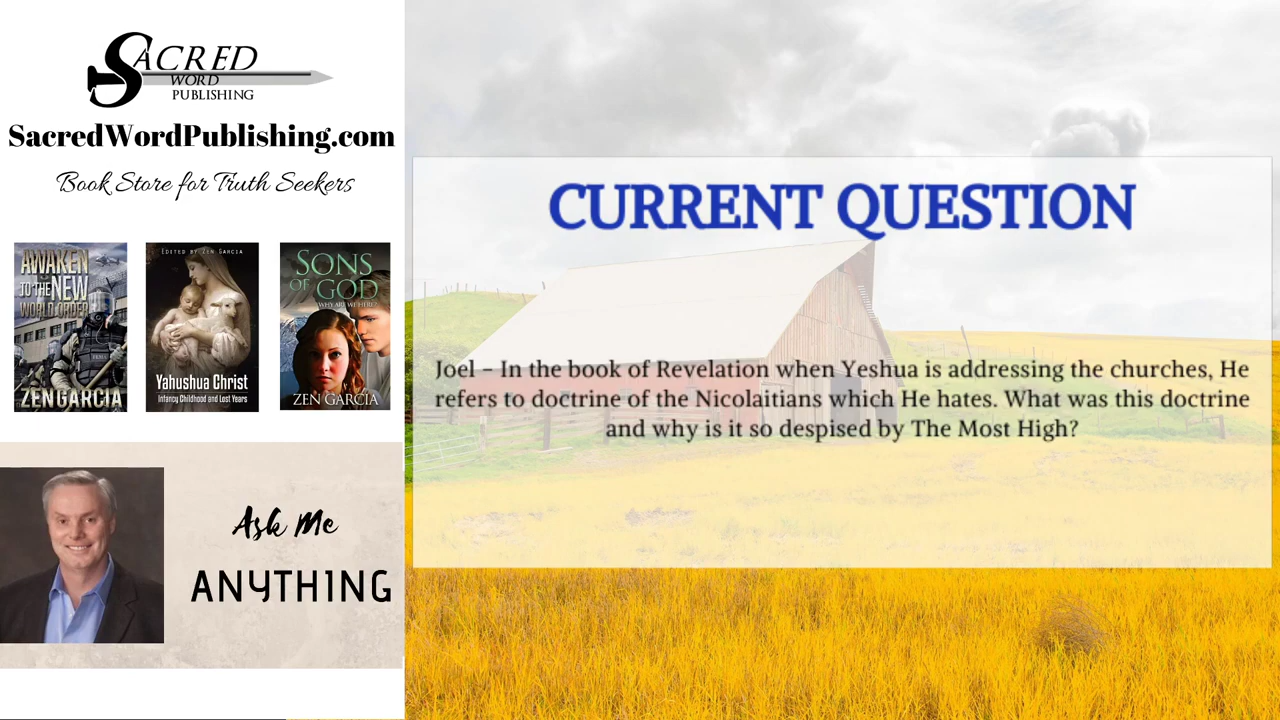 SACRED
WORD
PUBLISHING
SacredWordPublishing.com
Book Store for Truth Seekers
AWAKEN
TO THE NEW
WORLD ORDER
ZEN GARCIA
EDITED BY ZEN GARCIA
Yahushua Christ
Infancy Childhood and Lost Years
SONS
OF GOD
WHY ARE WE HERE?
ZEN GARCIA
Ask Me
ANYTHING
CURRENT QUESTION
Joel – In the book of Revelation when Yeshua is addressing the churches, He
refers to doctrine of the Nicolaitians which He hates. What was this doctrine
and why is it so despised by The Most High?